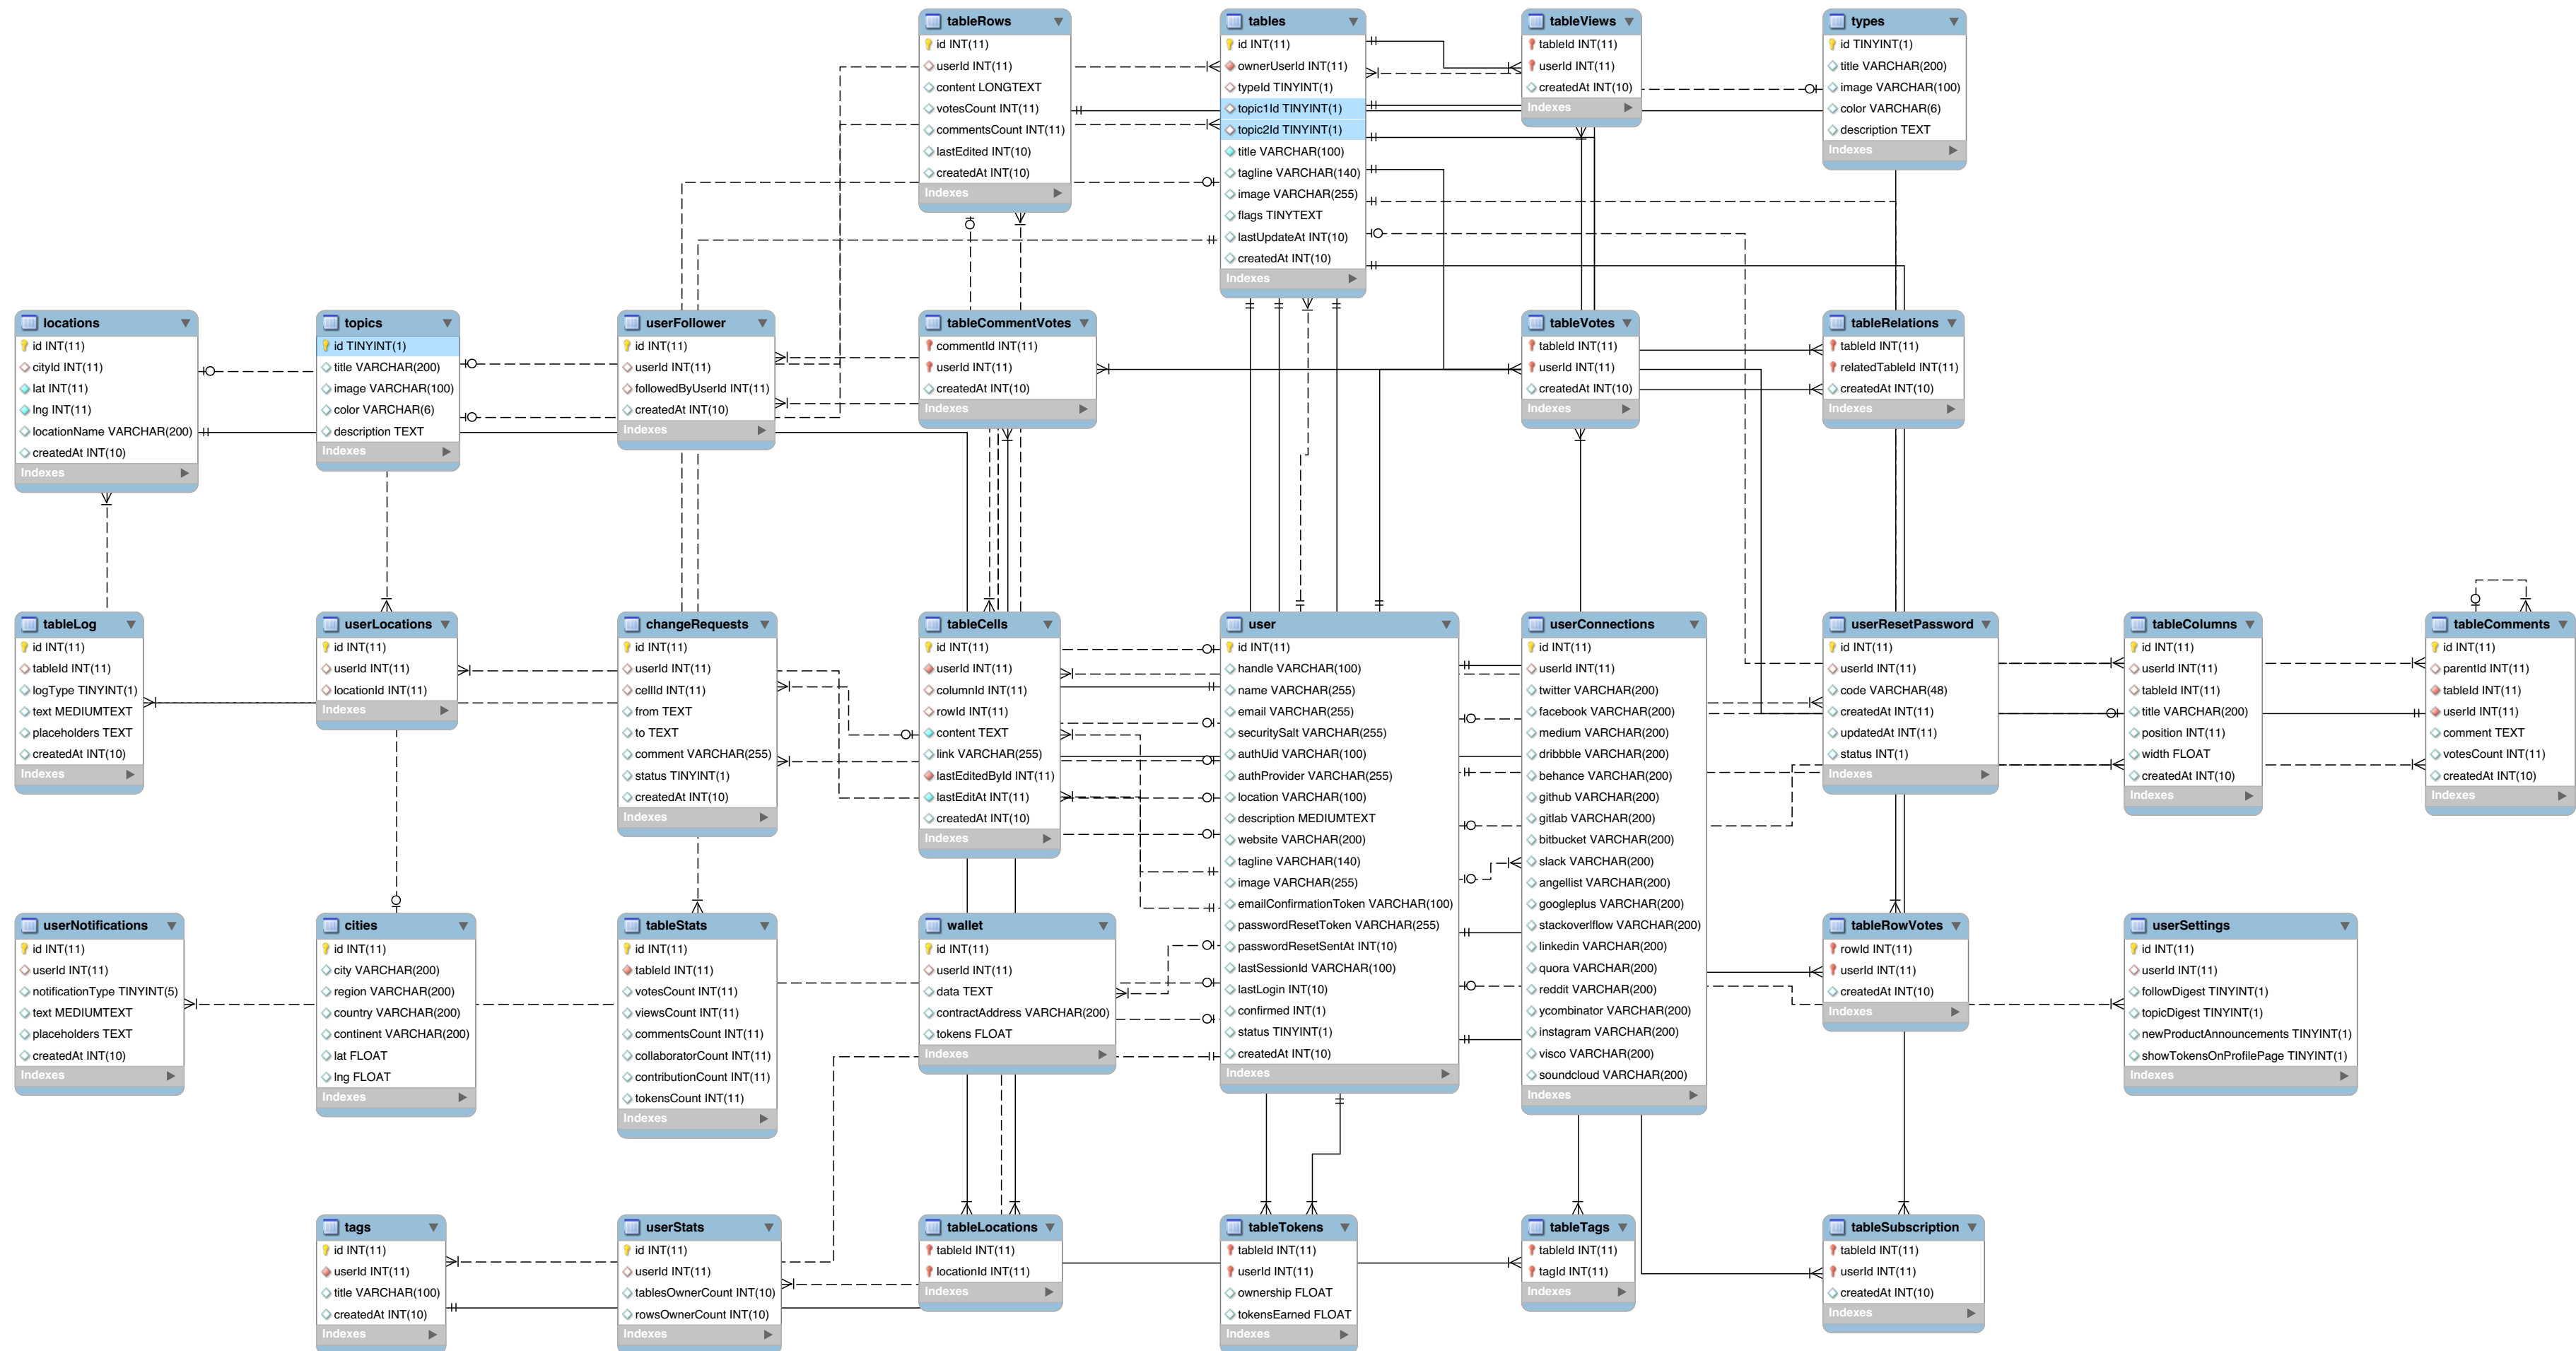 tableRows
id INT(11)
userId INT(11)
content LONGTEXT
votesCount INT(11)
commentsCount INT(11)
lastEdited INT(10)
createdAt INT(10)
Indexes
tables
id INT(11)
ownerUserId INT(11)
typeId TINYINT(1)
topic1Id TINYINT(1)
topic2Id TINYINT(1)
title VARCHAR(100)
tagline VARCHAR(140)
image VARCHAR(255)
flags TINYTEXT
lastUpdateAt INT(10)
createdAt INT(10)
Indexes
tableViews
tableId INT(11)
userId INT(11)
createdAt INT(10)
Indexes
types
id TINYINT(1)
title VARCHAR(200)
image VARCHAR(100)
color VARCHAR(6)
description TEXT
Indexes
locations
id INT(11)
cityId INT(11)
lat INT(11)
lng INT(11)
locationName VARCHAR(200)
createdAt INT(10)
Indexes
topics
id TINYINT(1)
title VARCHAR(200)
image VARCHAR(100)
color VARCHAR(6)
description TEXT
Indexes
userFollower
id INT(11)
userId INT(11)
followedByUserId INT(11)
createdAt INT(10)
Indexes
tableCommentVotes
commentId INT(11)
userId INT(11)
createdAt INT(10)
Indexes
tableVotes
tableId INT(11)
userId INT(11)
createdAt INT(10)
Indexes
tableRelations
tableId INT(11)
relatedTableId INT(11)
createdAt INT(10)
Indexes
tableLog
id INT(11)
tableId INT(11)
logType TINYINT(1)
text MEDIUMTEXT
placeholders TEXT
createdAt INT(10)
Indexes
userLocations
id INT(11)
userId INT(11)
locationId INT(11)
Indexes
changeRequests
id INT(11)
userId INT(11)
cellId INT(11)
from TEXT
to TEXT
comment VARCHAR(255)
status TINYINT(1)
createdAt INT(10)
Indexes
tableCells
id INT(11)
userId INT(11)
columnId INT(11)
rowId INT(11)
content TEXT
link VARCHAR(255)
lastEditedById INT(11)
lastEditAt INT(11)
createdAt INT(10)
Indexes
user
id INT(11)
handle VARCHAR(100)
name VARCHAR(255)
email VARCHAR(255)
securitySalt VARCHAR(255)
authUid VARCHAR(100)
authProvider VARCHAR(255)
location VARCHAR(100)
description MEDIUMTEXT
website VARCHAR(200)
tagline VARCHAR(140)
image VARCHAR(255)
emailConfirmationToken VARCHAR(100)
passwordResetToken VARCHAR(255)
passwordResetSentAt INT(10)
lastSessionId VARCHAR(100)
lastLogin INT(10)
confirmed INT(1)
status TINYINT(1)
createdAt INT(10)
Indexes
userConnections
id INT(11)
userId INT(11)
twitter VARCHAR(200)
facebook VARCHAR(200)
medium VARCHAR(200)
dribbble VARCHAR(200)
behance VARCHAR(200)
github VARCHAR(200)
gitlab VARCHAR(200)
bitbucket VARCHAR(200)
slack VARCHAR(200)
angellist VARCHAR(200)
googleplus VARCHAR(200)
stackoverlflow VARCHAR(200)
linkedin VARCHAR(200)
quora VARCHAR(200)
reddit VARCHAR(200)
ycombinator VARCHAR(200)
instagram VARCHAR(200)
visco VARCHAR(200)
soundcloud VARCHAR(200)
Indexes
userResetPassword
id INT(11)
userId INT(11)
code VARCHAR(48)
createdAt INT(11)
updatedAt INT(11)
status INT(1)
Indexes
tableColumns
id INT(11)
userId INT(11)
tableId INT(11)
title VARCHAR(200)
position INT(11)
width FLOAT
createdAt INT(10)
Indexes
tableComments
id INT(11)
parentId INT(11)
tableId INT(11)
userId INT(11)
comment TEXT
votesCount INT(11)
createdAt INT(10)
Indexes
userNotifications
id INT(11)
userId INT(11)
notificationType TINYINT(5)
text MEDIUMTEXT
placeholders TEXT
createdAt INT(10)
Indexes
cities
id INT(11)
city VARCHAR(200)
region VARCHAR(200)
country VARCHAR(200)
continent VARCHAR(200)
lat FLOAT
lng FLOAT
Indexes
tableStats
id INT(11)
tableId INT(11)
votesCount INT(11)
viewsCount INT(11)
commentsCount INT(11)
collaboratorCount INT(11)
contributionCount INT(11)
tokensCount INT(11)
Indexes
wallet
id INT(11)
userId INT(11)
data TEXT
contractAddress VARCHAR(200)
tokens FLOAT
Indexes
tableRowVotes
rowId INT(11)
userId INT(11)
createdAt INT(10)
Indexes
userSettings
id INT(11)
userId INT(11)
followDigest TINYINT(1)
topicDigest TINYINT(1)
newProductAnnouncements TINYINT(1)
showTokensOnProfilePage TINYINT(1)
Indexes
tags
id INT(11)
userId INT(11)
title VARCHAR(100)
createdAt INT(10)
Indexes
userStats
id INT(11)
userId INT(11)
tablesOwnerCount INT(10)
rowsOwnerCount INT(10)
Indexes
tableLocations
tableId INT(11)
locationId INT(11)
Indexes
tableTokens
tableId INT(11)
userId INT(11)
ownership FLOAT
tokensEarned FLOAT
Indexes
tableTags
tableId INT(11)
tagId INT(11)
Indexes
tableSubscription
tableId INT(11)
userId INT(11)
createdAt INT(10)
Indexes